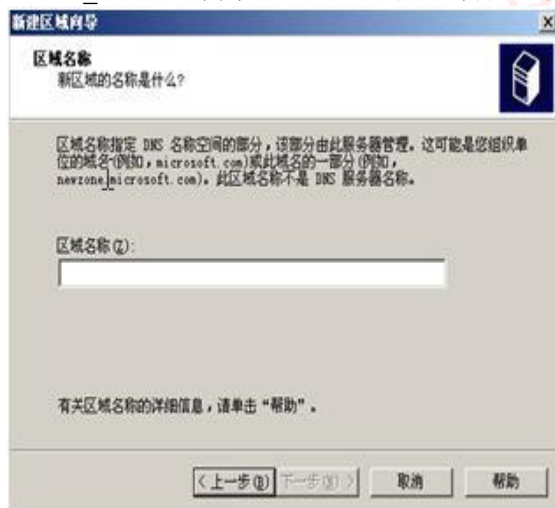 新建区域向导
区域名称
新区域的名称是什么?
区域名称指定 DNS 名称空间的部分，该部分由此服务器管理。这可能是您组织单
位的域名(例如，microsoft.com)或此域名的一部分(例如，
newzone.microsoft.com)。此区域名称不是 DNS 服务器名称。
区域名称(Z):
有关区域名称的详细信息，请单击“帮助”。
<上一步(B) 下一步(N)> 取消 帮助